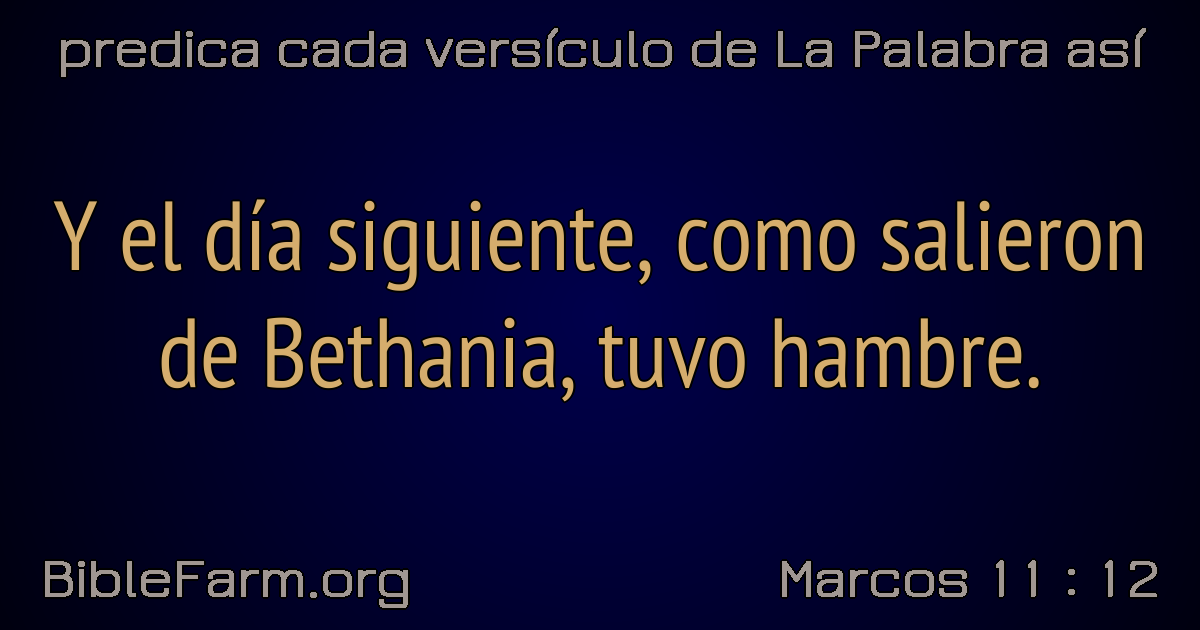 predica cada versículo de La Palabra así
Y el día siguiente, como salieron
de Bethania, tuvo hambre.
BibleFarm.org
Marcos 11 : 12